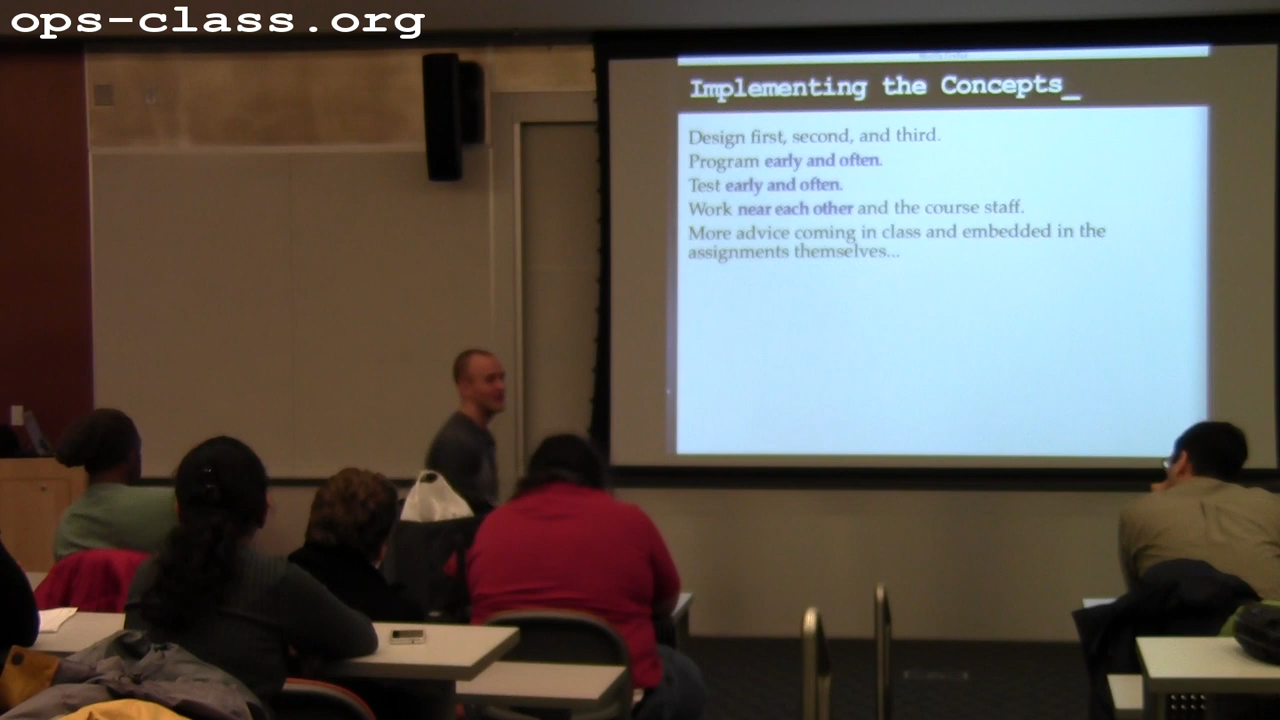 ops-class.org
Implementing the Concepts_
Design first, second, and third.
Program early and often.
Test early and often.
Work near each other and the course staff.
More advice coming in class and embedded in the
assignments themselves...